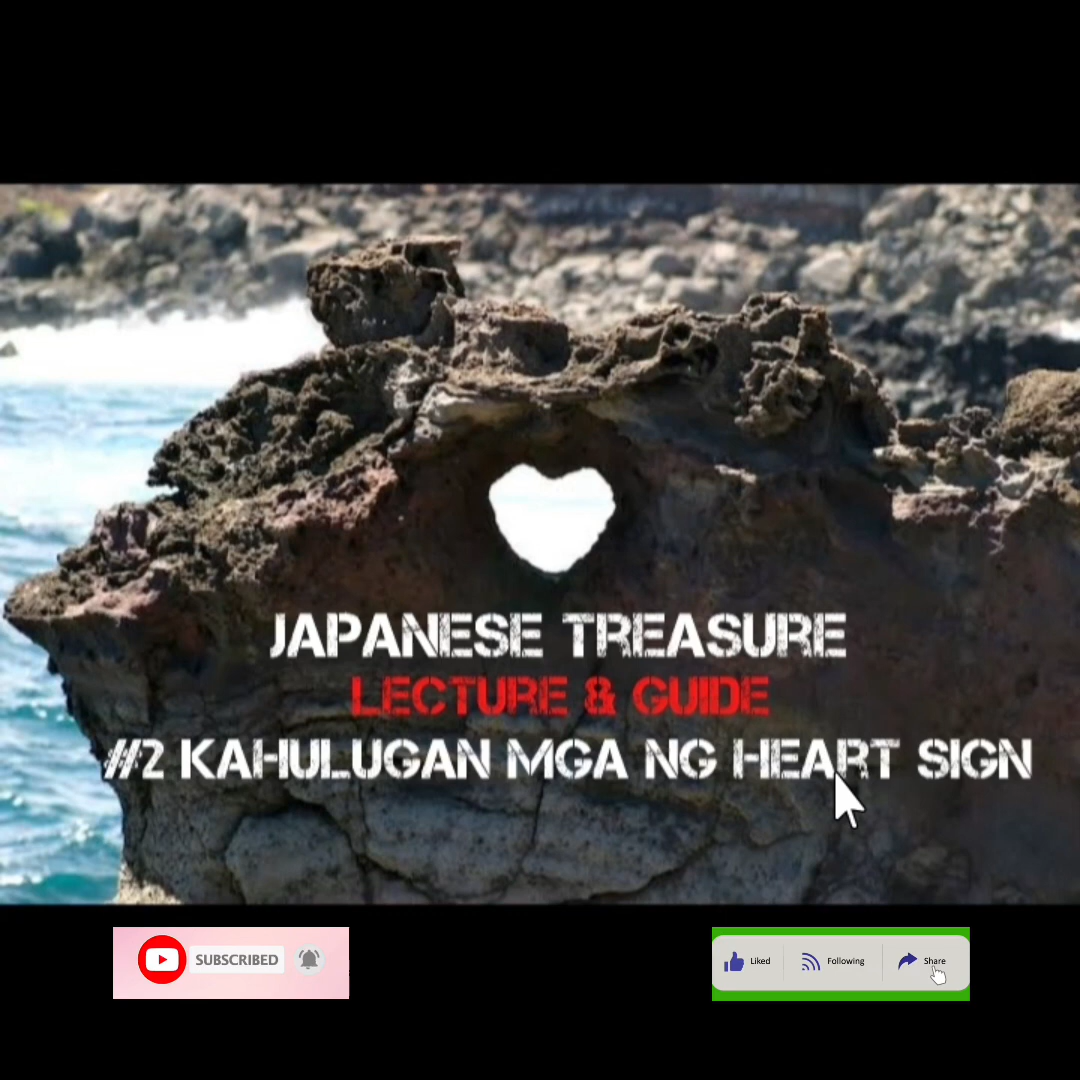 JAPANESE TREASURE
LECTURE & GUIDE
#2 KAHULUGAN MGA NG HEART SIGN
SUBSCRIBED
Liked Following Share